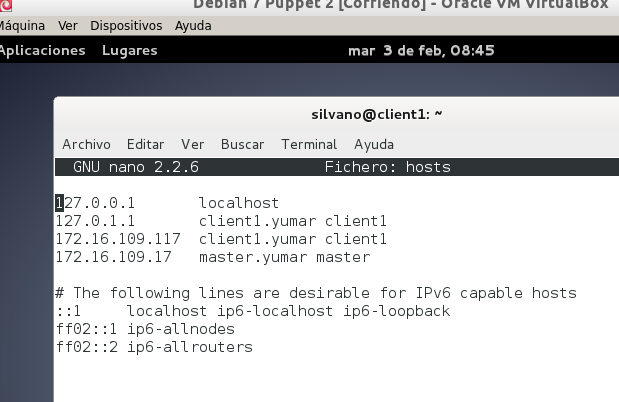 Debian 7 Puppet 2 [Corriendo] - Oracle VM VirtualBox
Máquina Ver Dispositivos Ayuda
Aplicaciones Lugares mar 3 de feb, 08:45
silvano@client1: ~
Archivo Editar Ver Buscar Terminal Ayuda
GNU nano 2.2.6 Fichero: hosts
127.0.0.1 localhost
127.0.1.1 client1.yumar client1
172.16.109.117 client1.yumar client1
172.16.109.17 master.yumar master
# The following lines are desirable for IPv6 capable hosts
::1 localhost ip6-localhost ip6-loopback
ff02::1 ip6-allnodes
ff02::2 ip6-allrouters